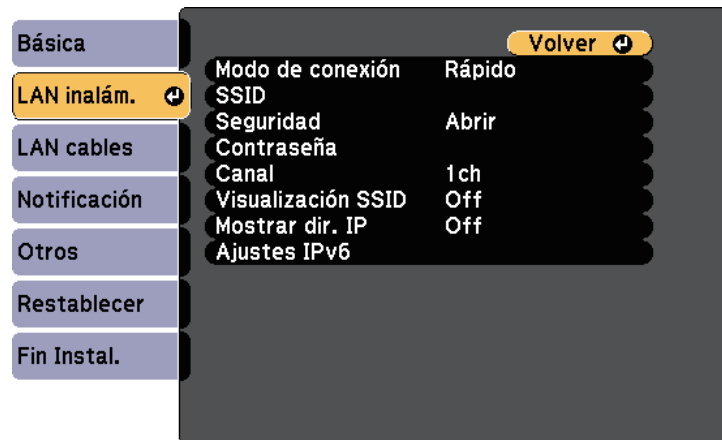 Básica
LAN inalám.
LAN cables
Notificación
Otros
Restablecer
Fin Instal.
Volver
Modo de conexión Rápido
SSID
Seguridad Abrir
Contraseña
Canal 1ch
Visualización SSID Off
Mostrar dir. IP Off
Ajustes IPv6